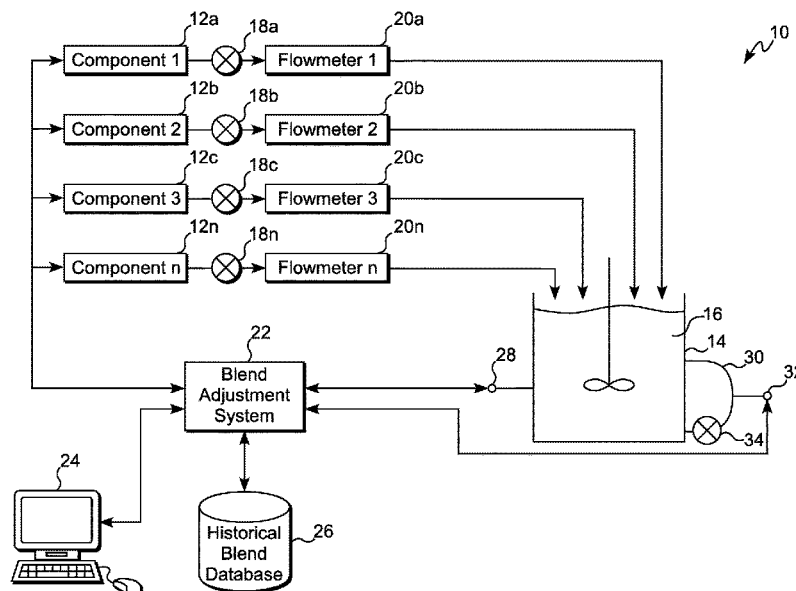 12a
18a
20a
10
Component 1
Flowmeter 1
12b
18b
20b
Component 2
Flowmeter 2
12c
18c
20c
Component 3
Flowmeter 3
12n
18n
20n
Component n
Flowmeter n
22
28
16
14
30
32
34
Blend
Adjustment
System
24
26
Historical
Blend
Database